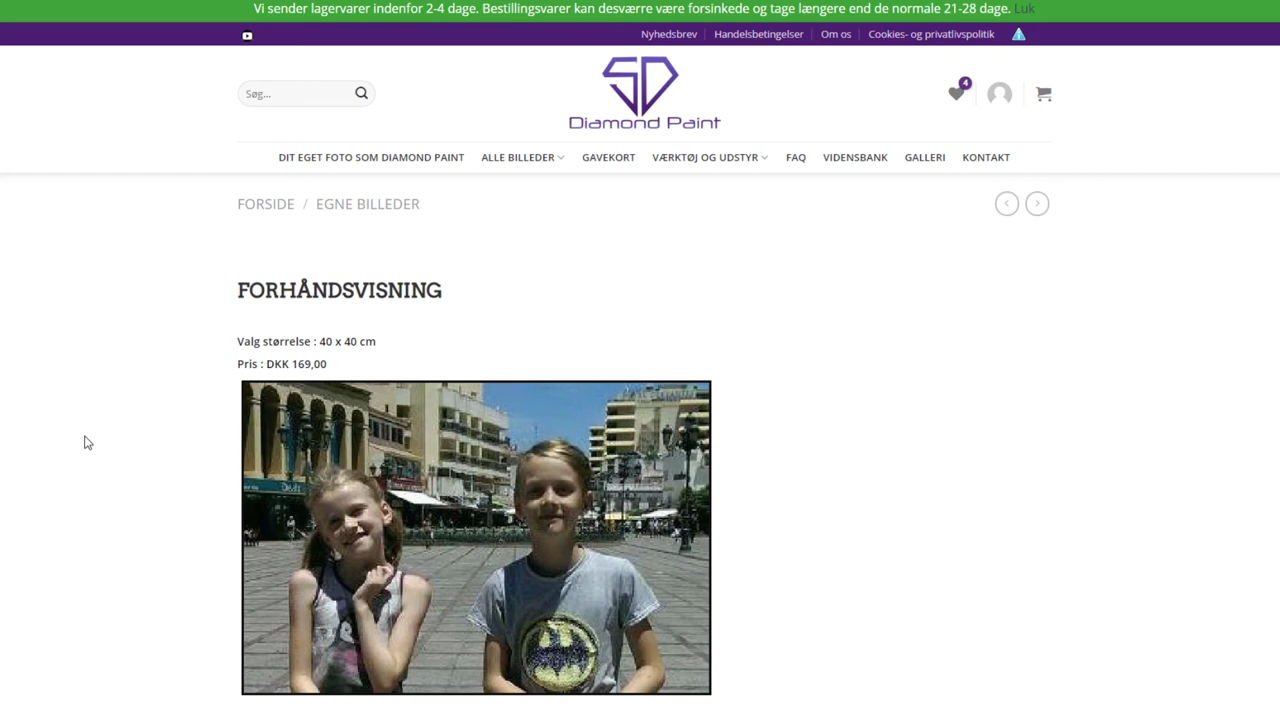 Vi sender lagervarer indenfor 2-4 dage. Bestillingsvarer kan desværre være forsinkede og tage længere end de normale 21-28 dage. Luk
Nyhedsbrev
Handelsbetingelser
Om os
Cookies- og privatlivspolitik
Søg...
SD
Diamond Paint
4
DIT EGET FOTO SOM DIAMOND PAINT
ALLE BILLEDER
GAVEKORT
VÆRKTØJ OG UDSTYR
FAQ
VIDENSBANK
GALLERI
KONTAKT
FORSIDE / EGNE BILLEDER
FORHÅNDSVISNING
Valg størrelse : 40 x 40 cm
Pris : DKK 169,00